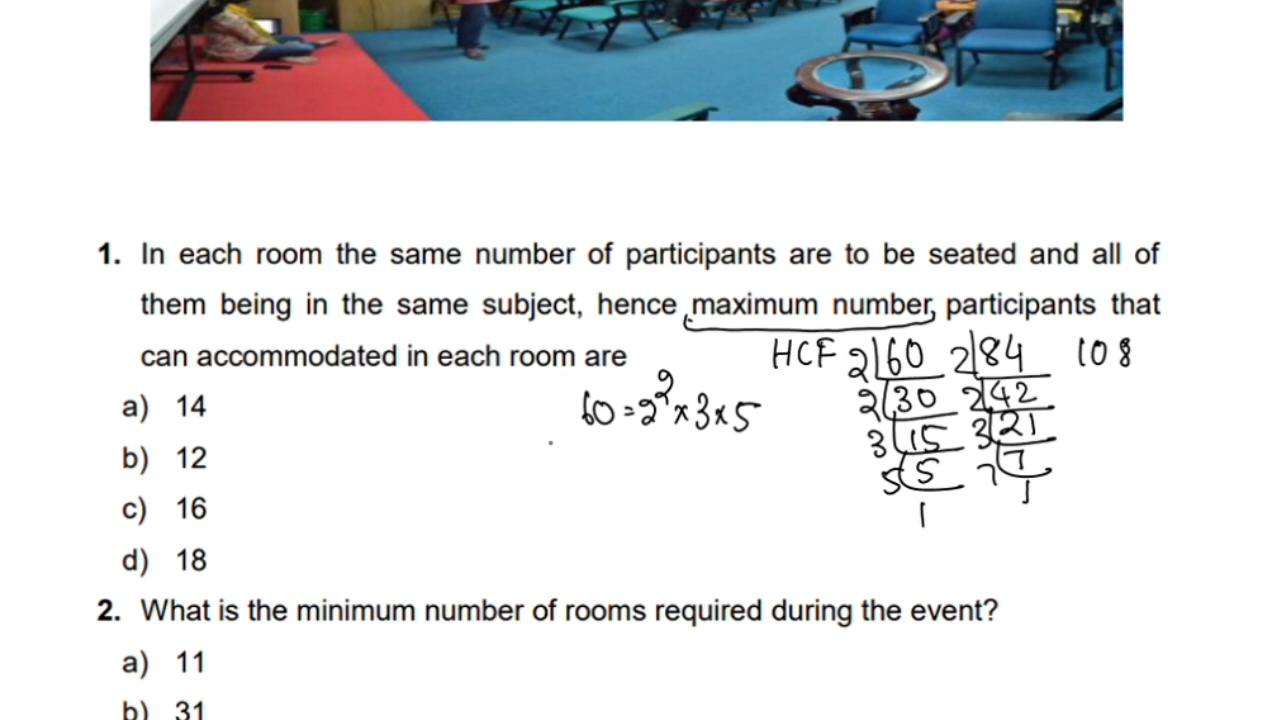 1. In each room the same number of participants are to be seated and all of
them being in the same subject, hence maximum number, participants that
can accommodated in each room are
HCF 2|60 2|84 108
2|30 2|42
3|15 3|21
5|5 7|7
1 1
60 = 2² × 3 × 5
a) 14
b) 12
c) 16
d) 18
2. What is the minimum number of rooms required during the event?
a) 11
b) 31